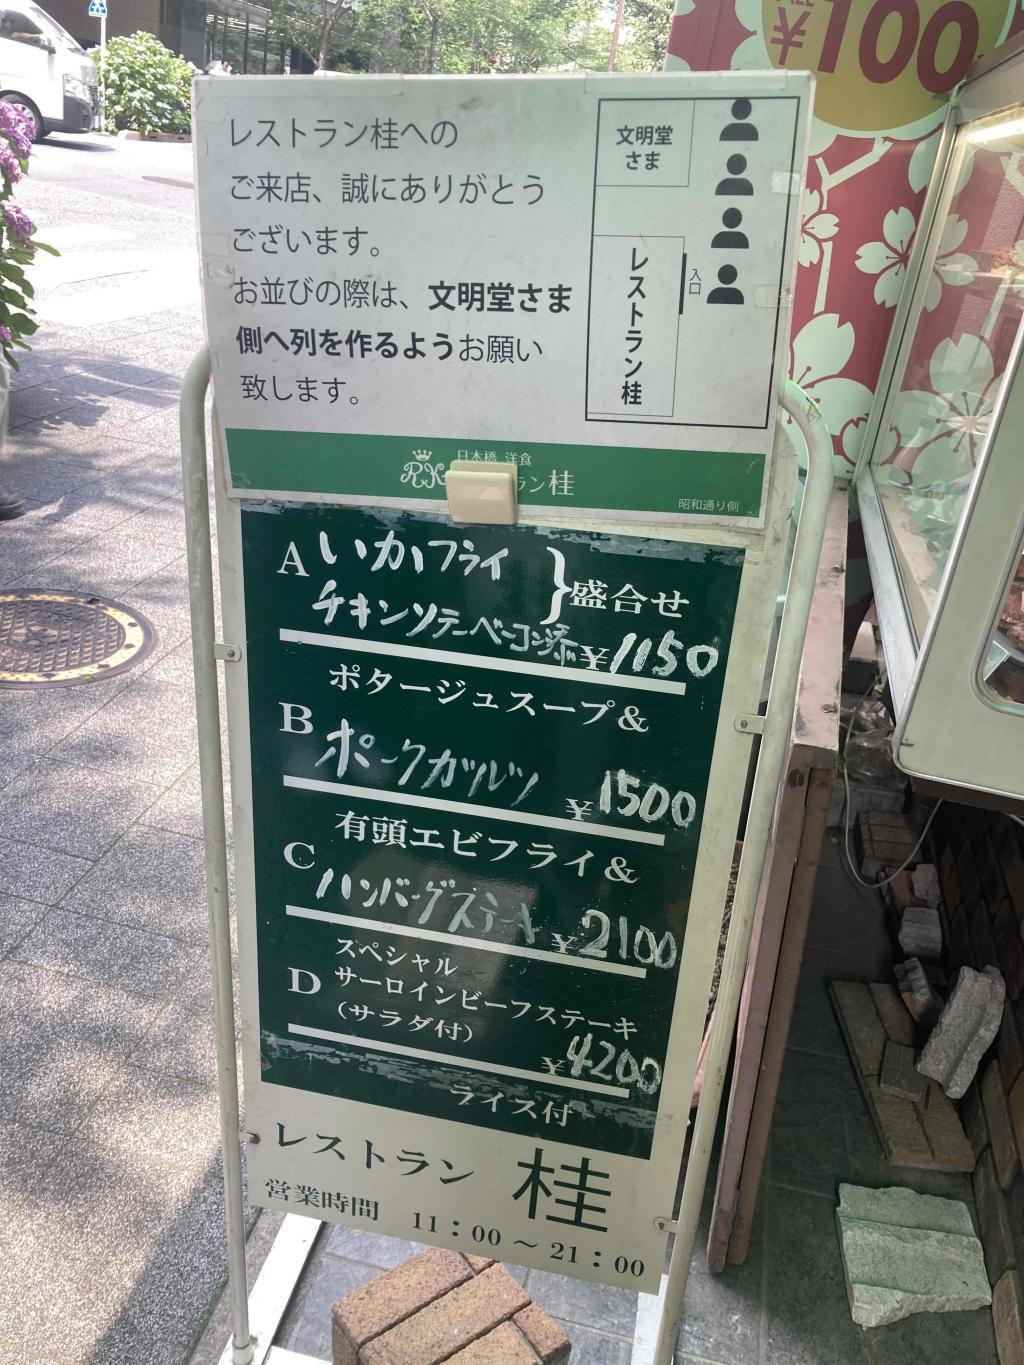 レストラン桂への
ご来店、誠にありがとう
ございます。
お並びの際は、文明堂さま
側へ列を作るようお願い
致します。
文明堂
さま
レストラン桂
入口
RK
日本橋 洋食
ラン桂
昭和通り側
A いかフライ
チキンソテーベーコン添
}盛合せ
¥1150
ポタージュスープ&
B ポークカツレツ
¥1500
有頭エビフライ&
C ハンバーグステーキ ¥2100
スペシャル
D サーロインビーフステーキ
(サラダ付)
¥4200
ライス付
レストラン 桂
営業時間 11:00～21:00
ALL
¥100